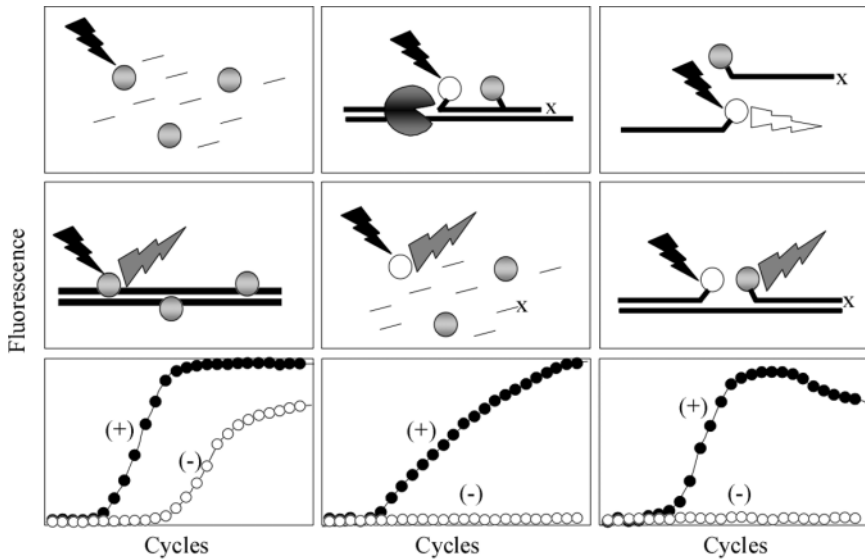 x
x
x
x
Fluorescence
(+)
(-)
(+)
(-)
(+)
(-)
Cycles
Cycles
Cycles